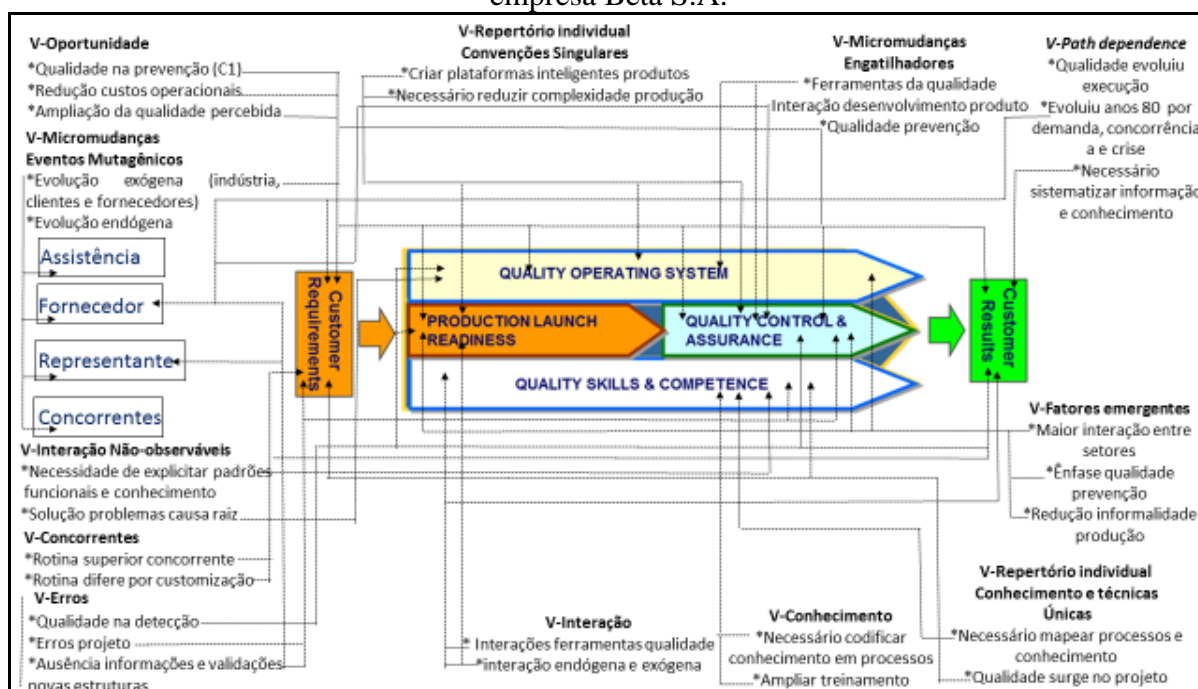 empresa Beta S.A.
V-Oportunidade
*Qualidade na prevenção (C1)
*Redução custos operacionais
*Ampliação da qualidade percebida
V-Micromudanças
Eventos Mutagênicos
*Evolução exógena (indústria,
clientes e fornecedores)
*Evolução endógena
V-Repertório individual
Convenções Singulares
*Criar plataformas inteligentes produtos
*Necessário reduzir complexidade produção
V-Micromudanças
Engatilhadores
*Ferramentas da qualidade
Interação desenvolvimento produto
*Qualidade prevenção
V-Path dependence
*Qualidade evoluiu
execução
*Evoluiu anos 80 por
demanda, concorrência
a e crise
*Necessário
sistematizar informação
e conhecimento
Assistência
Fornecedor
Representante
Concorrentes
Customer
Requirements
QUALITY OPERATING SYSTEM
PRODUCTION LAUNCH
READINESS
QUALITY CONTROL &
ASSURANCE
QUALITY SKILLS & COMPETENCE
Customer
Results
V-Interação Não-observáveis
*Necessidade de explicitar padrões
funcionais e conhecimento
*Solução problemas causa raiz
V-Concorrentes
*Rotina superior concorrente
*Rotina difere por customização
V-Erros
*Qualidade na detecção
*Erros projeto
*Ausência informações e validações
novas estruturas
V-Interação
* Interações ferramentas qualidade
*interação endógena e exógena
V-Conhecimento
*Necessário codificar
conhecimento em processos
*Ampliar treinamento
V-Fatores emergentes
*Maior interação entre
setores
*Ênfase qualidade
prevenção
*Redução informalidade
produção
V-Repertório individual
Conhecimento e técnicas
Únicas
*Necessário mapear processos e
conhecimento
*Qualidade surge no projeto